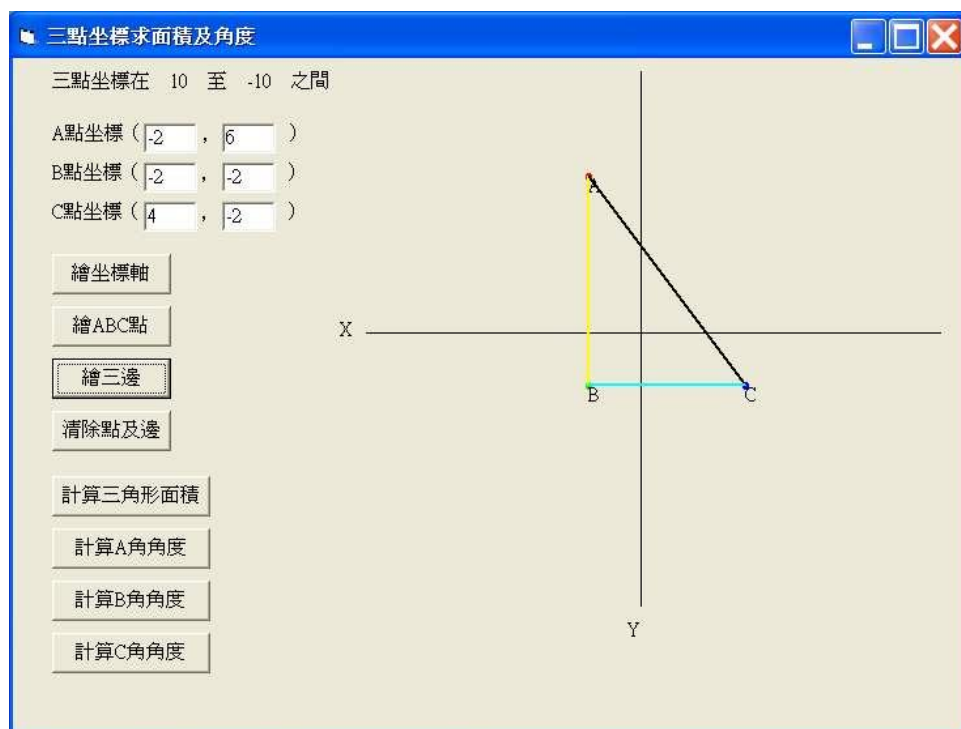 三點坐標求面積及角度
三點坐標在 10 至 -10 之間
A點坐標（ -2 ， 6 ）
B點坐標（ -2 ， -2 ）
C點坐標（ 4 ， -2 ）
繪坐標軸
繪ABC點
繪三邊
清除點及邊
計算三角形面積
計算A角角度
計算B角角度
計算C角角度
A
X
B
C
Y